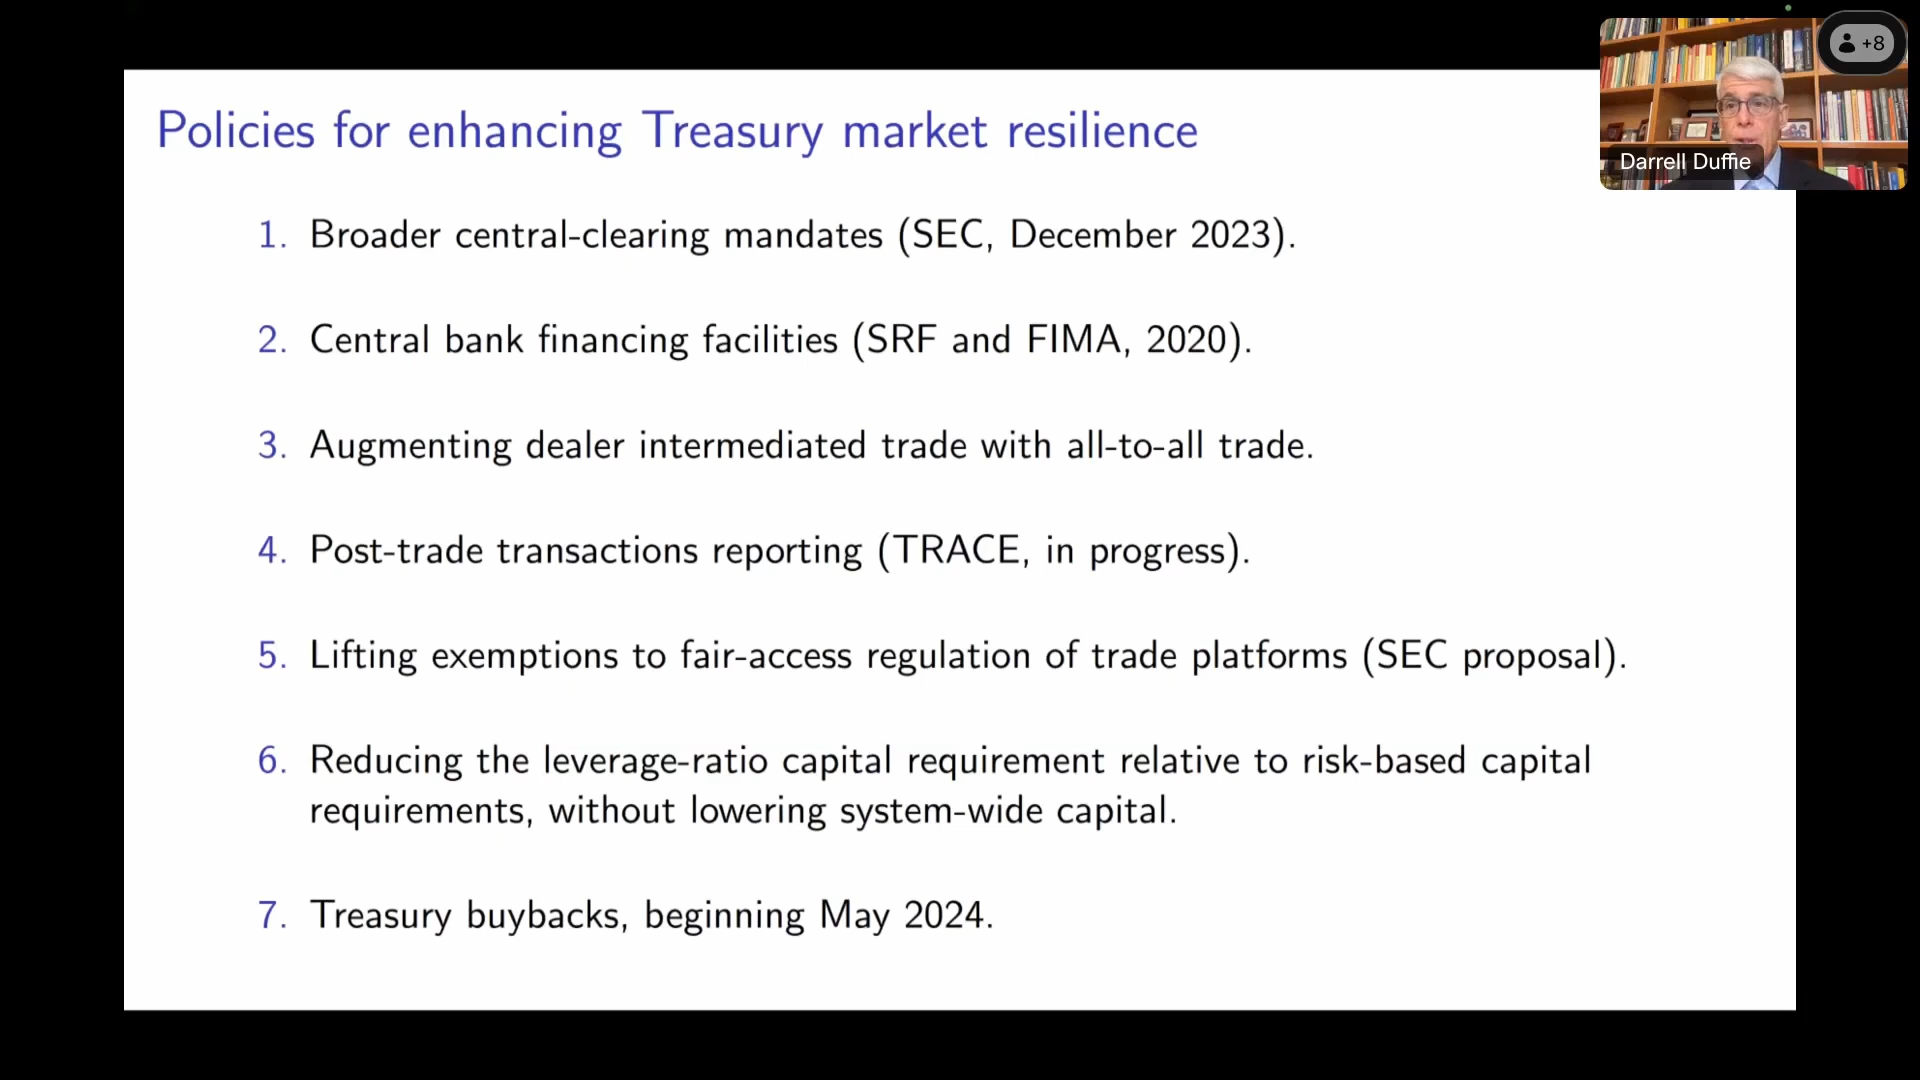 +8
Darrell Duffie
Policies for enhancing Treasury market resilience
1. Broader central-clearing mandates (SEC, December 2023).
2. Central bank financing facilities (SRF and FIMA, 2020).
3. Augmenting dealer intermediated trade with all-to-all trade.
4. Post-trade transactions reporting (TRACE, in progress).
5. Lifting exemptions to fair-access regulation of trade platforms (SEC proposal).
6. Reducing the leverage-ratio capital requirement relative to risk-based capital
requirements, without lowering system-wide capital.
7. Treasury buybacks, beginning May 2024.